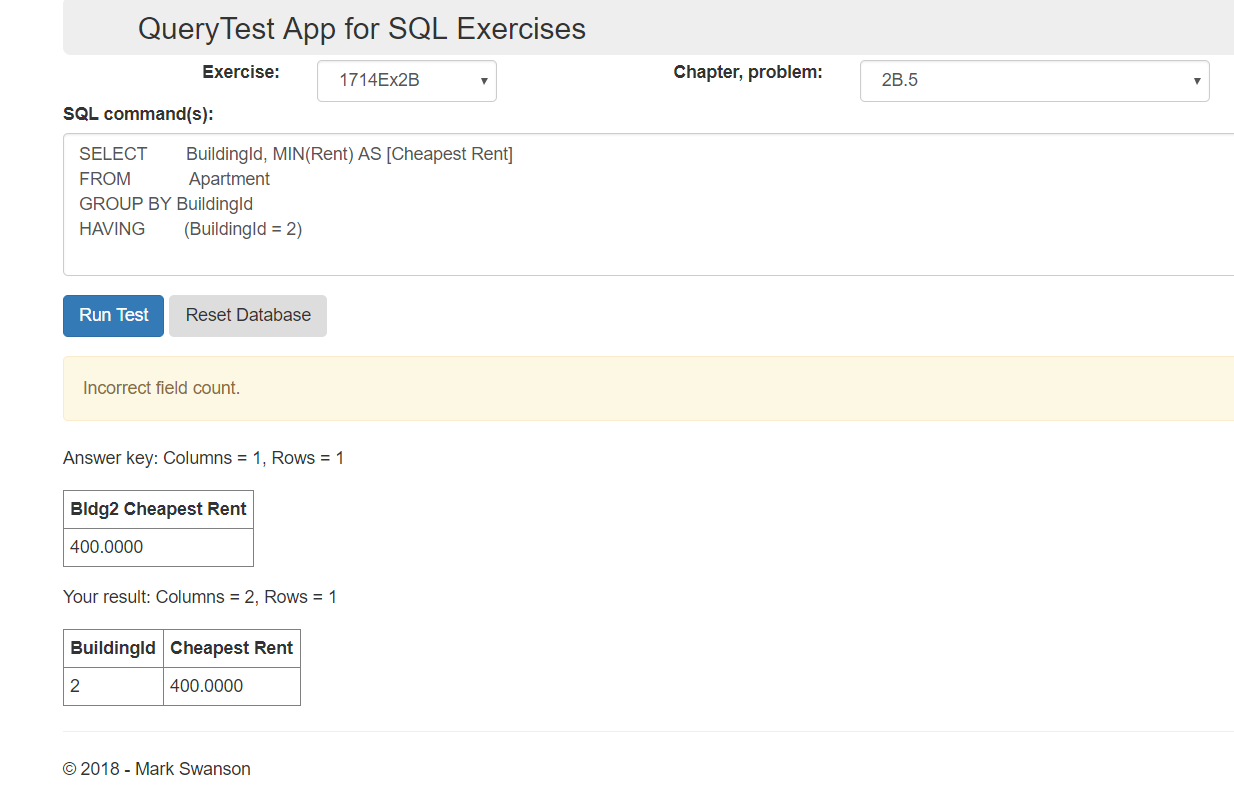 QueryTest App for SQL Exercises
Exercise: 1714Ex2B Chapter, problem: 2B.5
SQL command(s):
SELECT BuildingId, MIN(Rent) AS [Cheapest Rent]
FROM Apartment
GROUP BY BuildingId
HAVING (BuildingId = 2)
Run Test Reset Database
Incorrect field count.
Answer key: Columns = 1, Rows = 1
Bldg2 Cheapest Rent
400.0000
Your result: Columns = 2, Rows = 1
BuildingId Cheapest Rent
2 400.0000
© 2018 - Mark Swanson